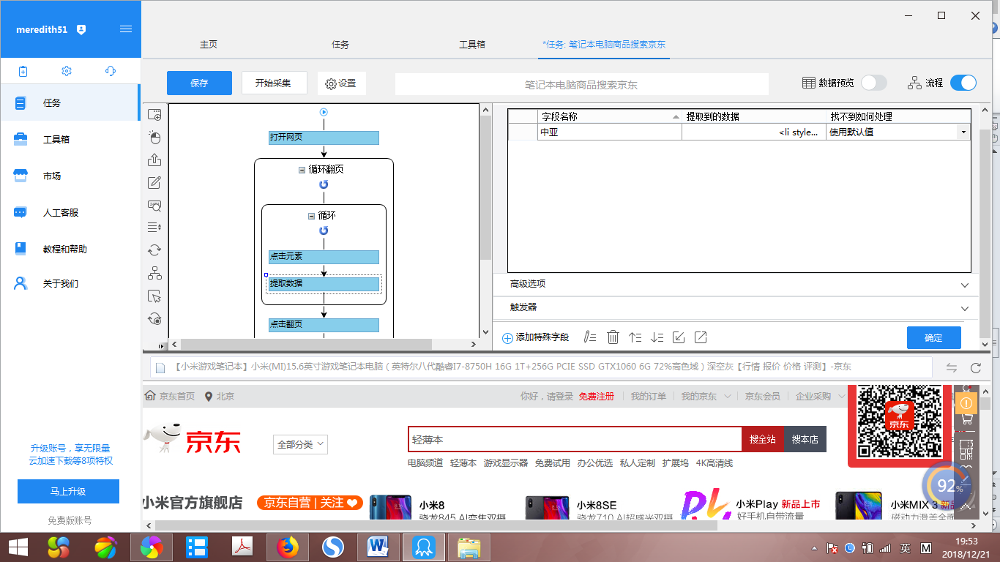 meredith51
主页
任务
工具箱
*任务: 笔记本电脑商品搜索京东
保存
开始采集
设置
笔记本电脑商品搜索京东
数据预览
流程
任务
工具箱
市场
人工客服
教程和帮助
关于我们
升级账号，享无限量
云加速下载等8项特权
马上升级
免费版账号
打开网页
循环翻页
循环
点击元素
提取数据
点击翻页
字段名称
提取到的数据
找不到如何处理
中亚
<li style...
使用默认值
高级选项
触发器
添加特殊字段
确定
【小米游戏笔记本】小米(MI)15.6英寸游戏笔记本电脑（英特尔八代酷睿I7-8750H 16G 1T+256G PCIE SSD GTX1060 6G 72%高色域）深空灰【行情 报价 价格 评测】-京东
京东首页
北京
你好，请登录 免费注册
我的订单
我的京东
京东会员
企业采购
京东
京东
全部分类
轻薄本
搜全站
搜本店
电脑频道 轻薄本 游戏显示器 免费试用 办公优选 私人定制 扩展坞 4K高清线
92%
小米官方旗舰店
京东自营 | 关注
小米8
骁龙845 AI变焦双摄
小米8SE
骁龙710 AI超感光双摄
小米Play 新品上市
好手机自带流量
小米MIX 3 新品
磁动力滑盖全面
英
M
19:53
2018/12/21